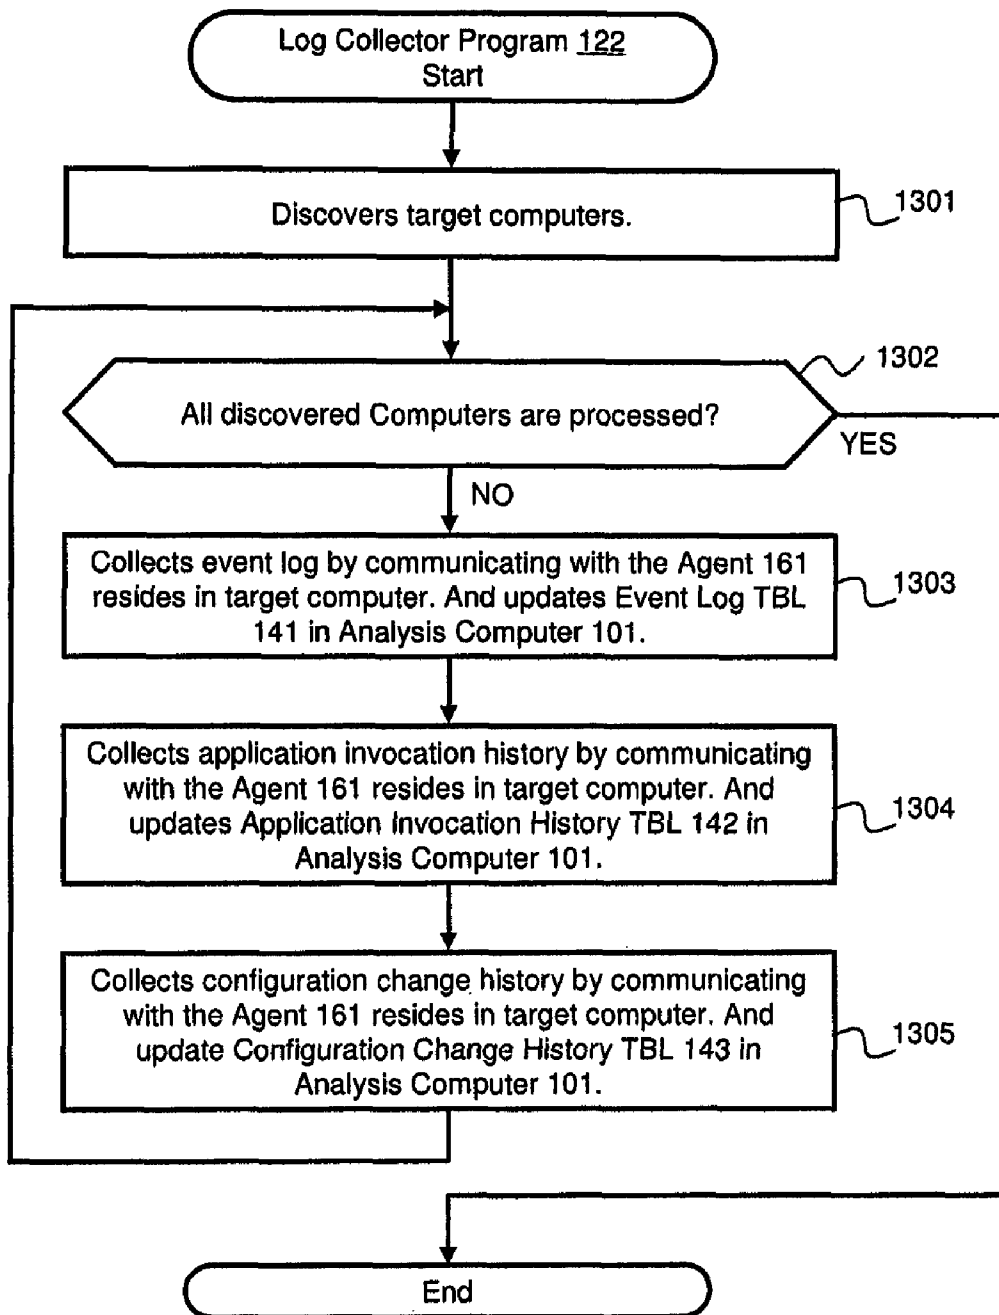 Log Collector Program 122
Start
Discovers target computers.
1301
1302
All discovered Computers are processed?
YES
NO
Collects event log by communicating with the Agent 161
resides in target computer. And updates Event Log TBL
141 in Analysis Computer 101.
1303
Collects application invocation history by communicating
with the Agent 161 resides in target computer. And
updates Application Invocation History TBL 142 in
Analysis Computer 101.
1304
Collects configuration change history by communicating
with the Agent 161 resides in target computer. And
update Configuration Change History TBL 143 in
Analysis Computer 101.
1305
End